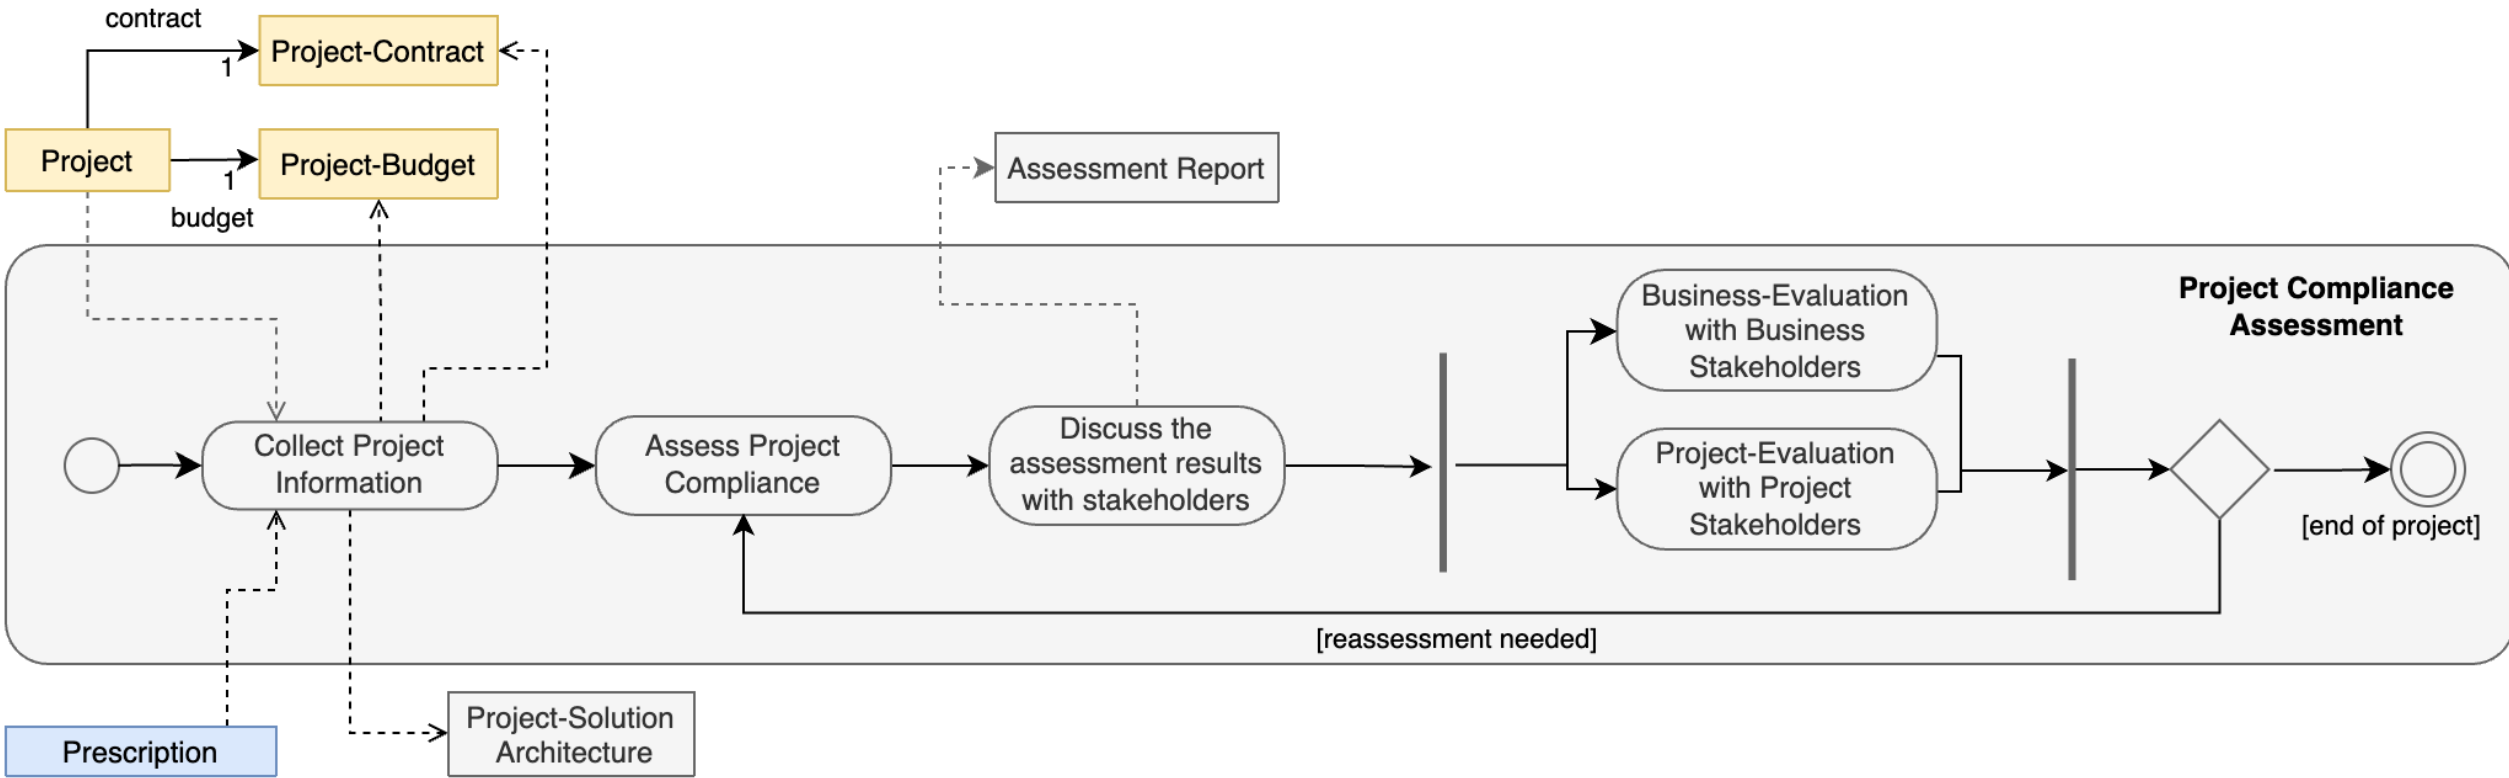 contract
Project-Contract
1
Project
Project-Budget
1
budget
Assessment Report
Project Compliance
Assessment
Collect Project
Information
Assess Project
Compliance
Discuss the
assessment results
with stakeholders
Business-Evaluation
with Business
Stakeholders
Project-Evaluation
with Project
Stakeholders
[end of project]
[reassessment needed]
Prescription
Project-Solution
Architecture